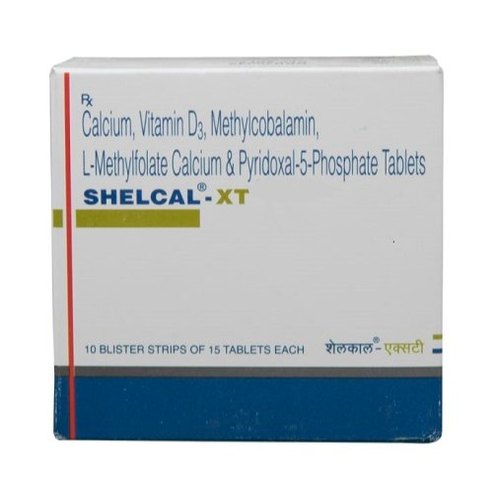 Rx
Calcium, Vitamin D3, Methylcobalamin,
L-Methylfolate Calcium & Pyridoxal-5-Phosphate Tablets
SHELCAL®-XT
10 BLISTER STRIPS OF 15 TABLETS EACH शेलकाल®-एक्सटी